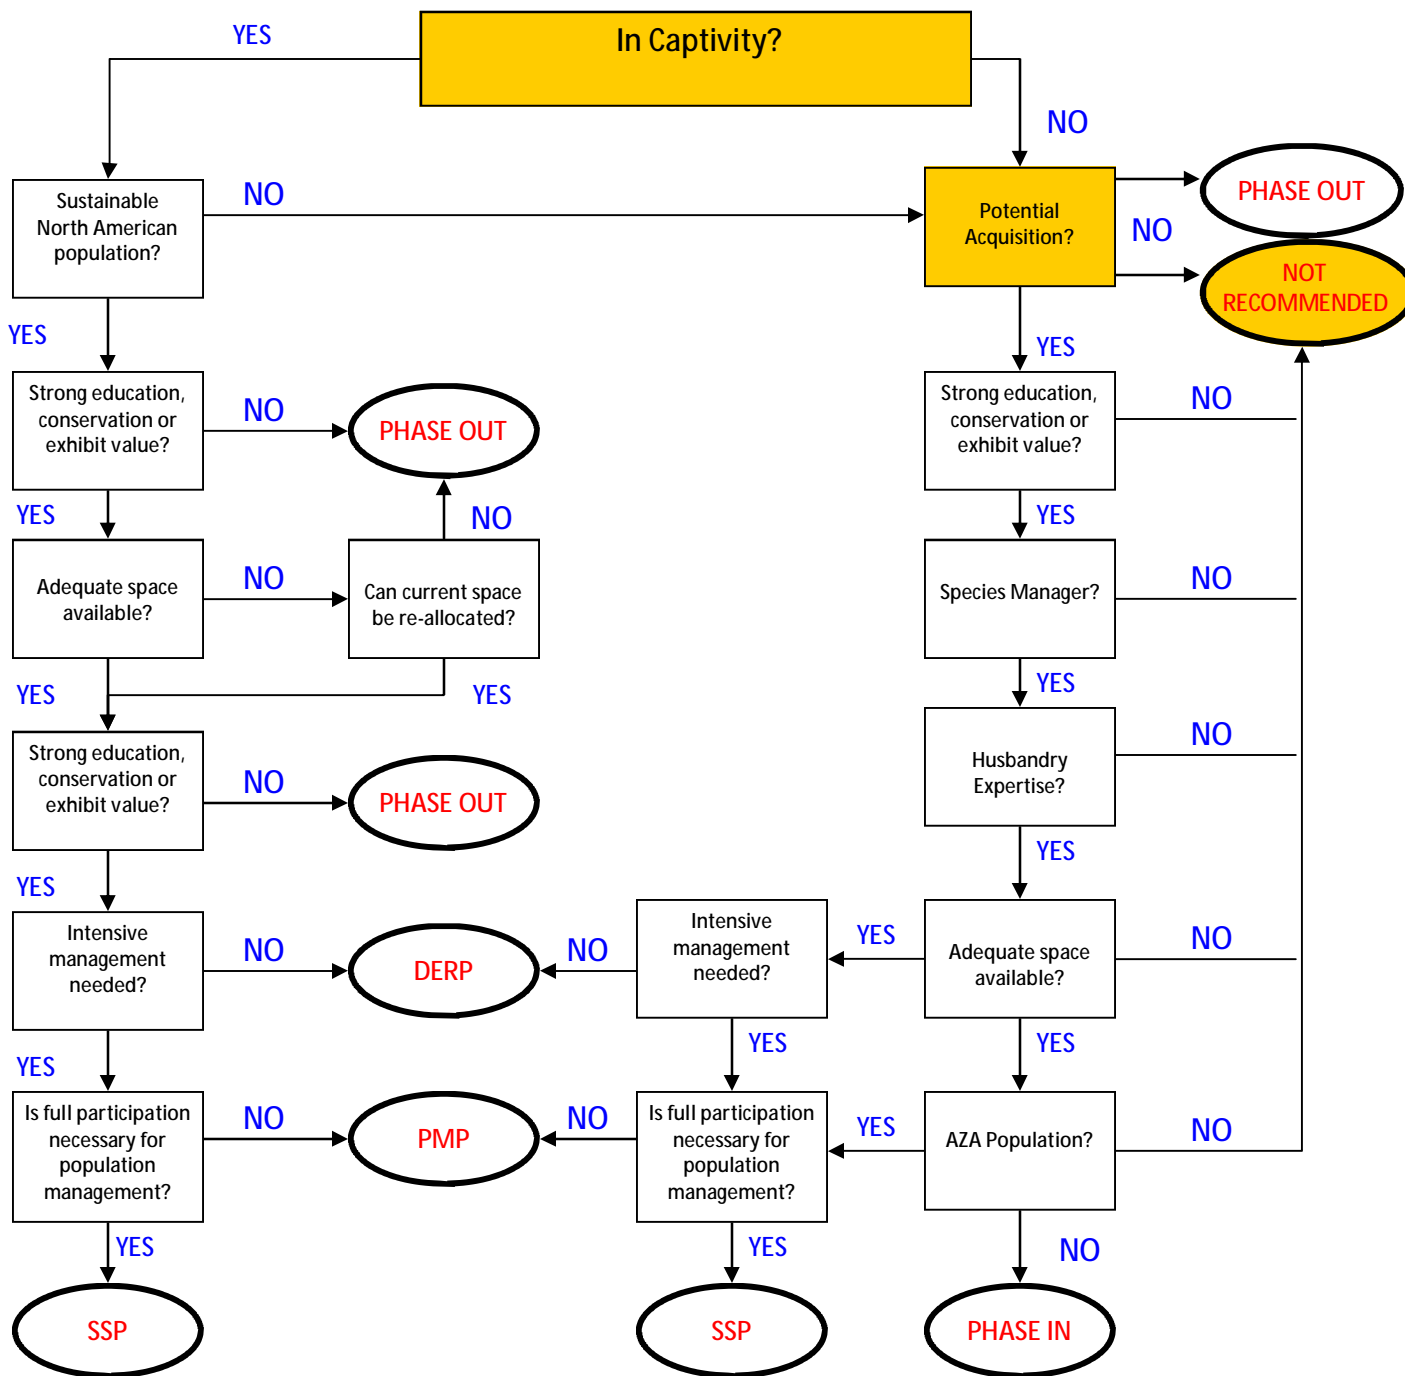 YES
In Captivity?
NO
Sustainable
North American
population?
NO
Potential
Acquisition?
PHASE OUT
NO
NOT
RECOMMENDED
YES
YES
Strong education,
conservation or
exhibit value?
NO
PHASE OUT
Strong education,
conservation or
exhibit value?
NO
YES
NO
YES
Adequate space
available?
NO
Can current space
be re-allocated?
Species Manager?
NO
YES
YES
YES
Strong education,
conservation or
exhibit value?
NO
PHASE OUT
Husbandry
Expertise?
NO
YES
YES
Intensive
management
needed?
NO
DERP
NO
Intensive
management
needed?
YES
Adequate space
available?
NO
YES
YES
YES
Is full participation
necessary for
population
management?
NO
PMP
NO
Is full participation
necessary for
population
management?
YES
AZA Population?
NO
YES
YES
NO
SSP
SSP
PHASE IN